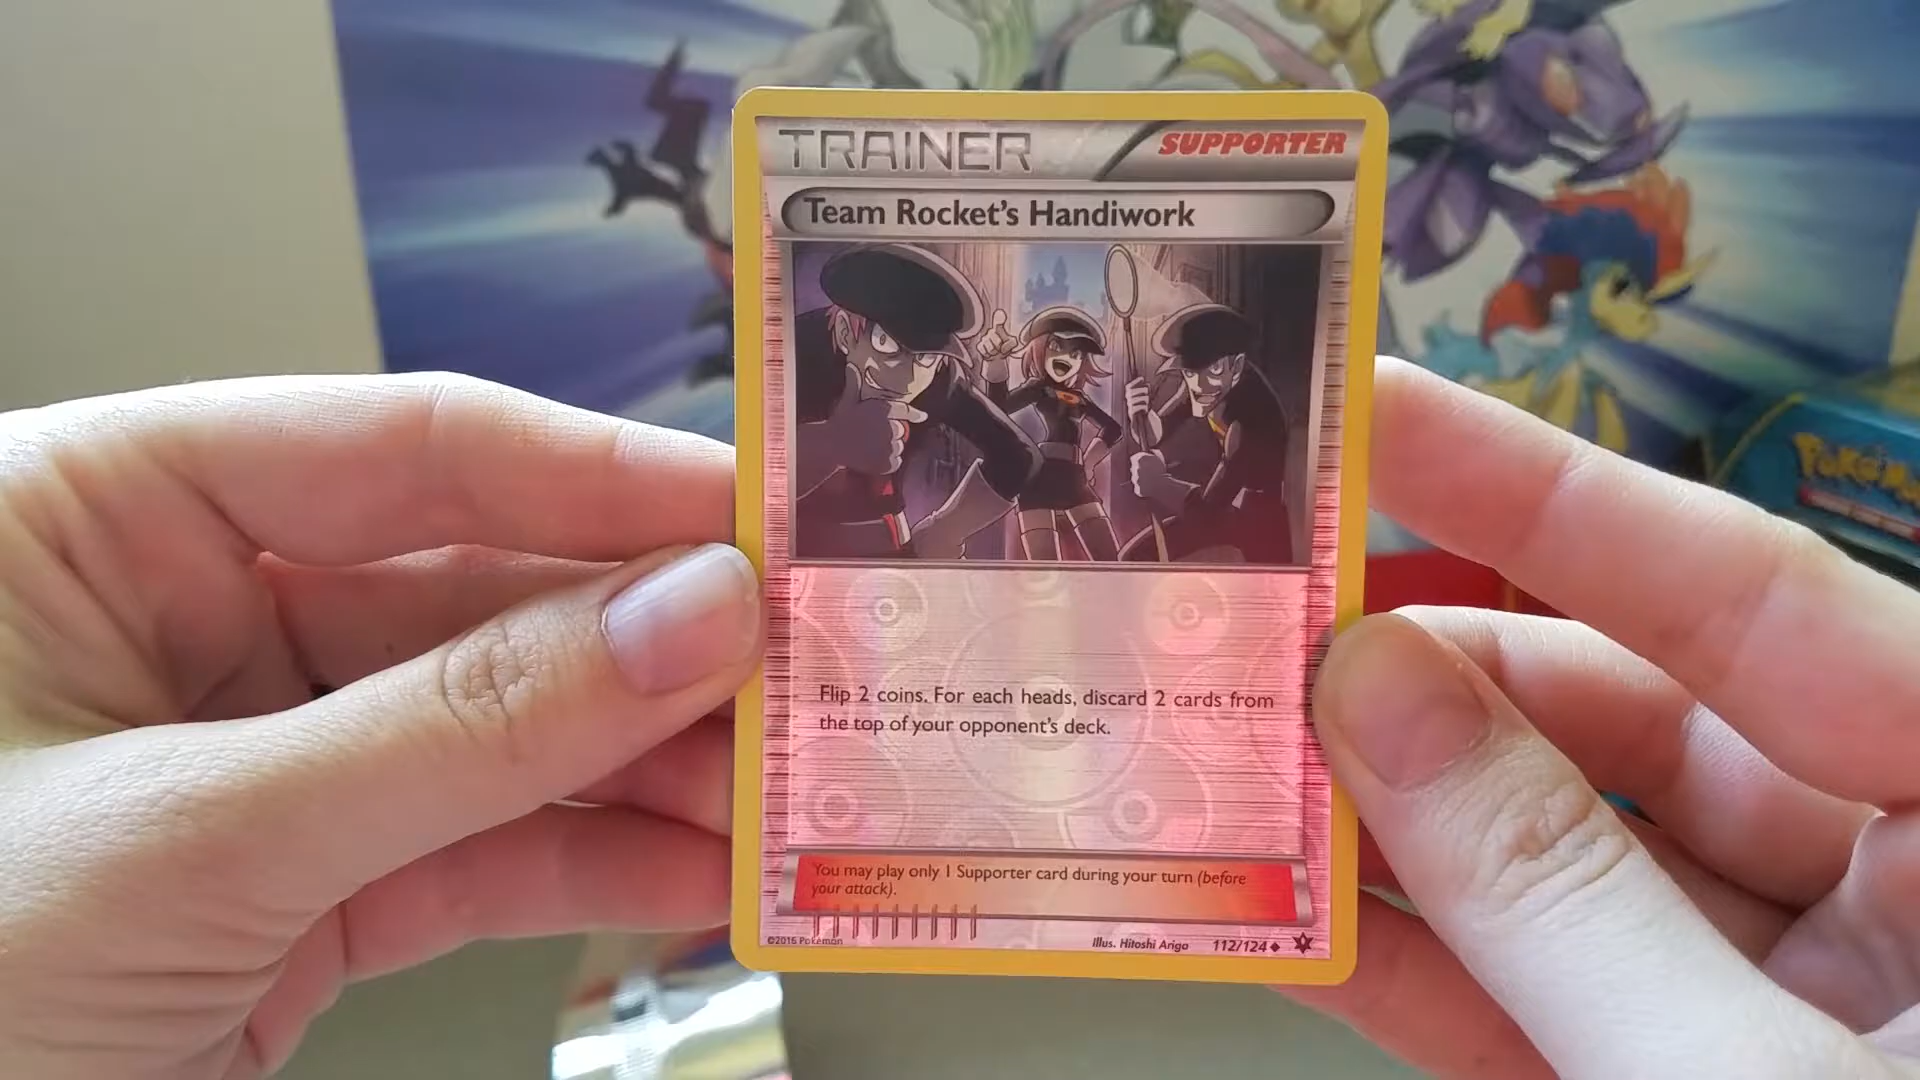 TRAINER
SUPPORTER
Team Rocket's Handiwork
Flip 2 coins. For each heads, discard 2 cards from
the top of your opponent's deck.
You may play only 1 Supporter card during your turn (before
your attack).
©2016 Pokémon
Illus. Hitoshi Ariga
112/124